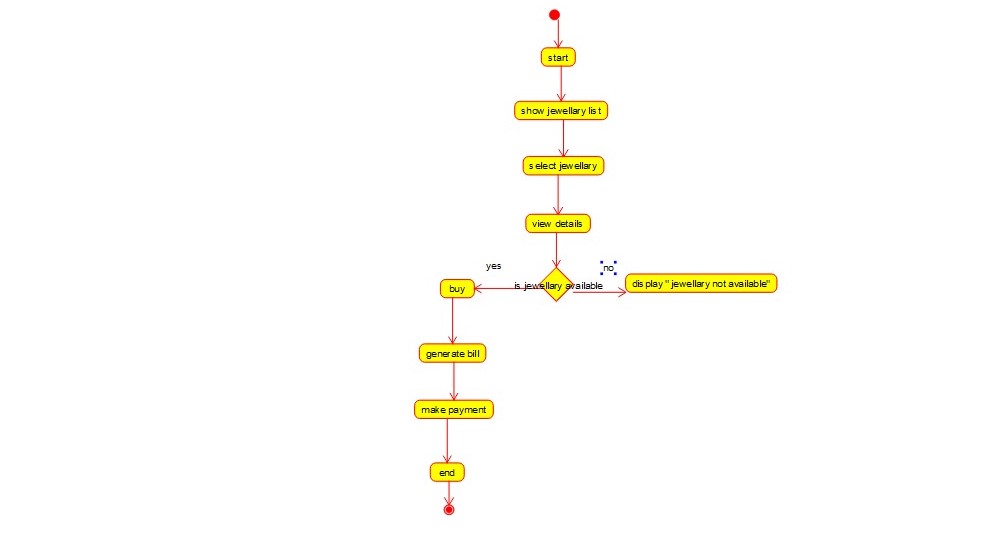 start
show jewellary list
select jewellary
view details
yes
no
is jewellary available
buy
display " jewellary not available"
generate bill
make payment
end